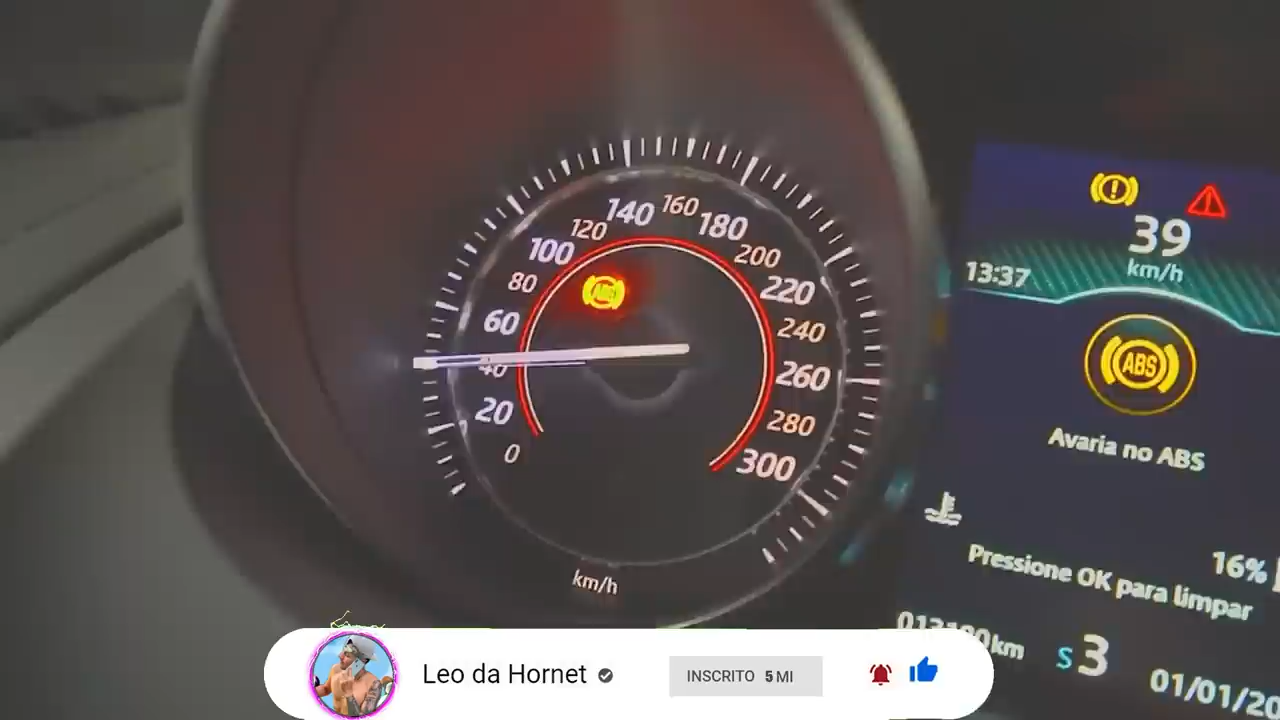 0
20
40
60
80
100
120
140
160
180
200
220
240
260
280
300
ABS
km/h
39
km/h
13:37
ABS
Avaria no ABS
16%
Pressione OK para limpar
km
S 3
01/01/20
Leo da Hornet
INSCRITO 5 MI